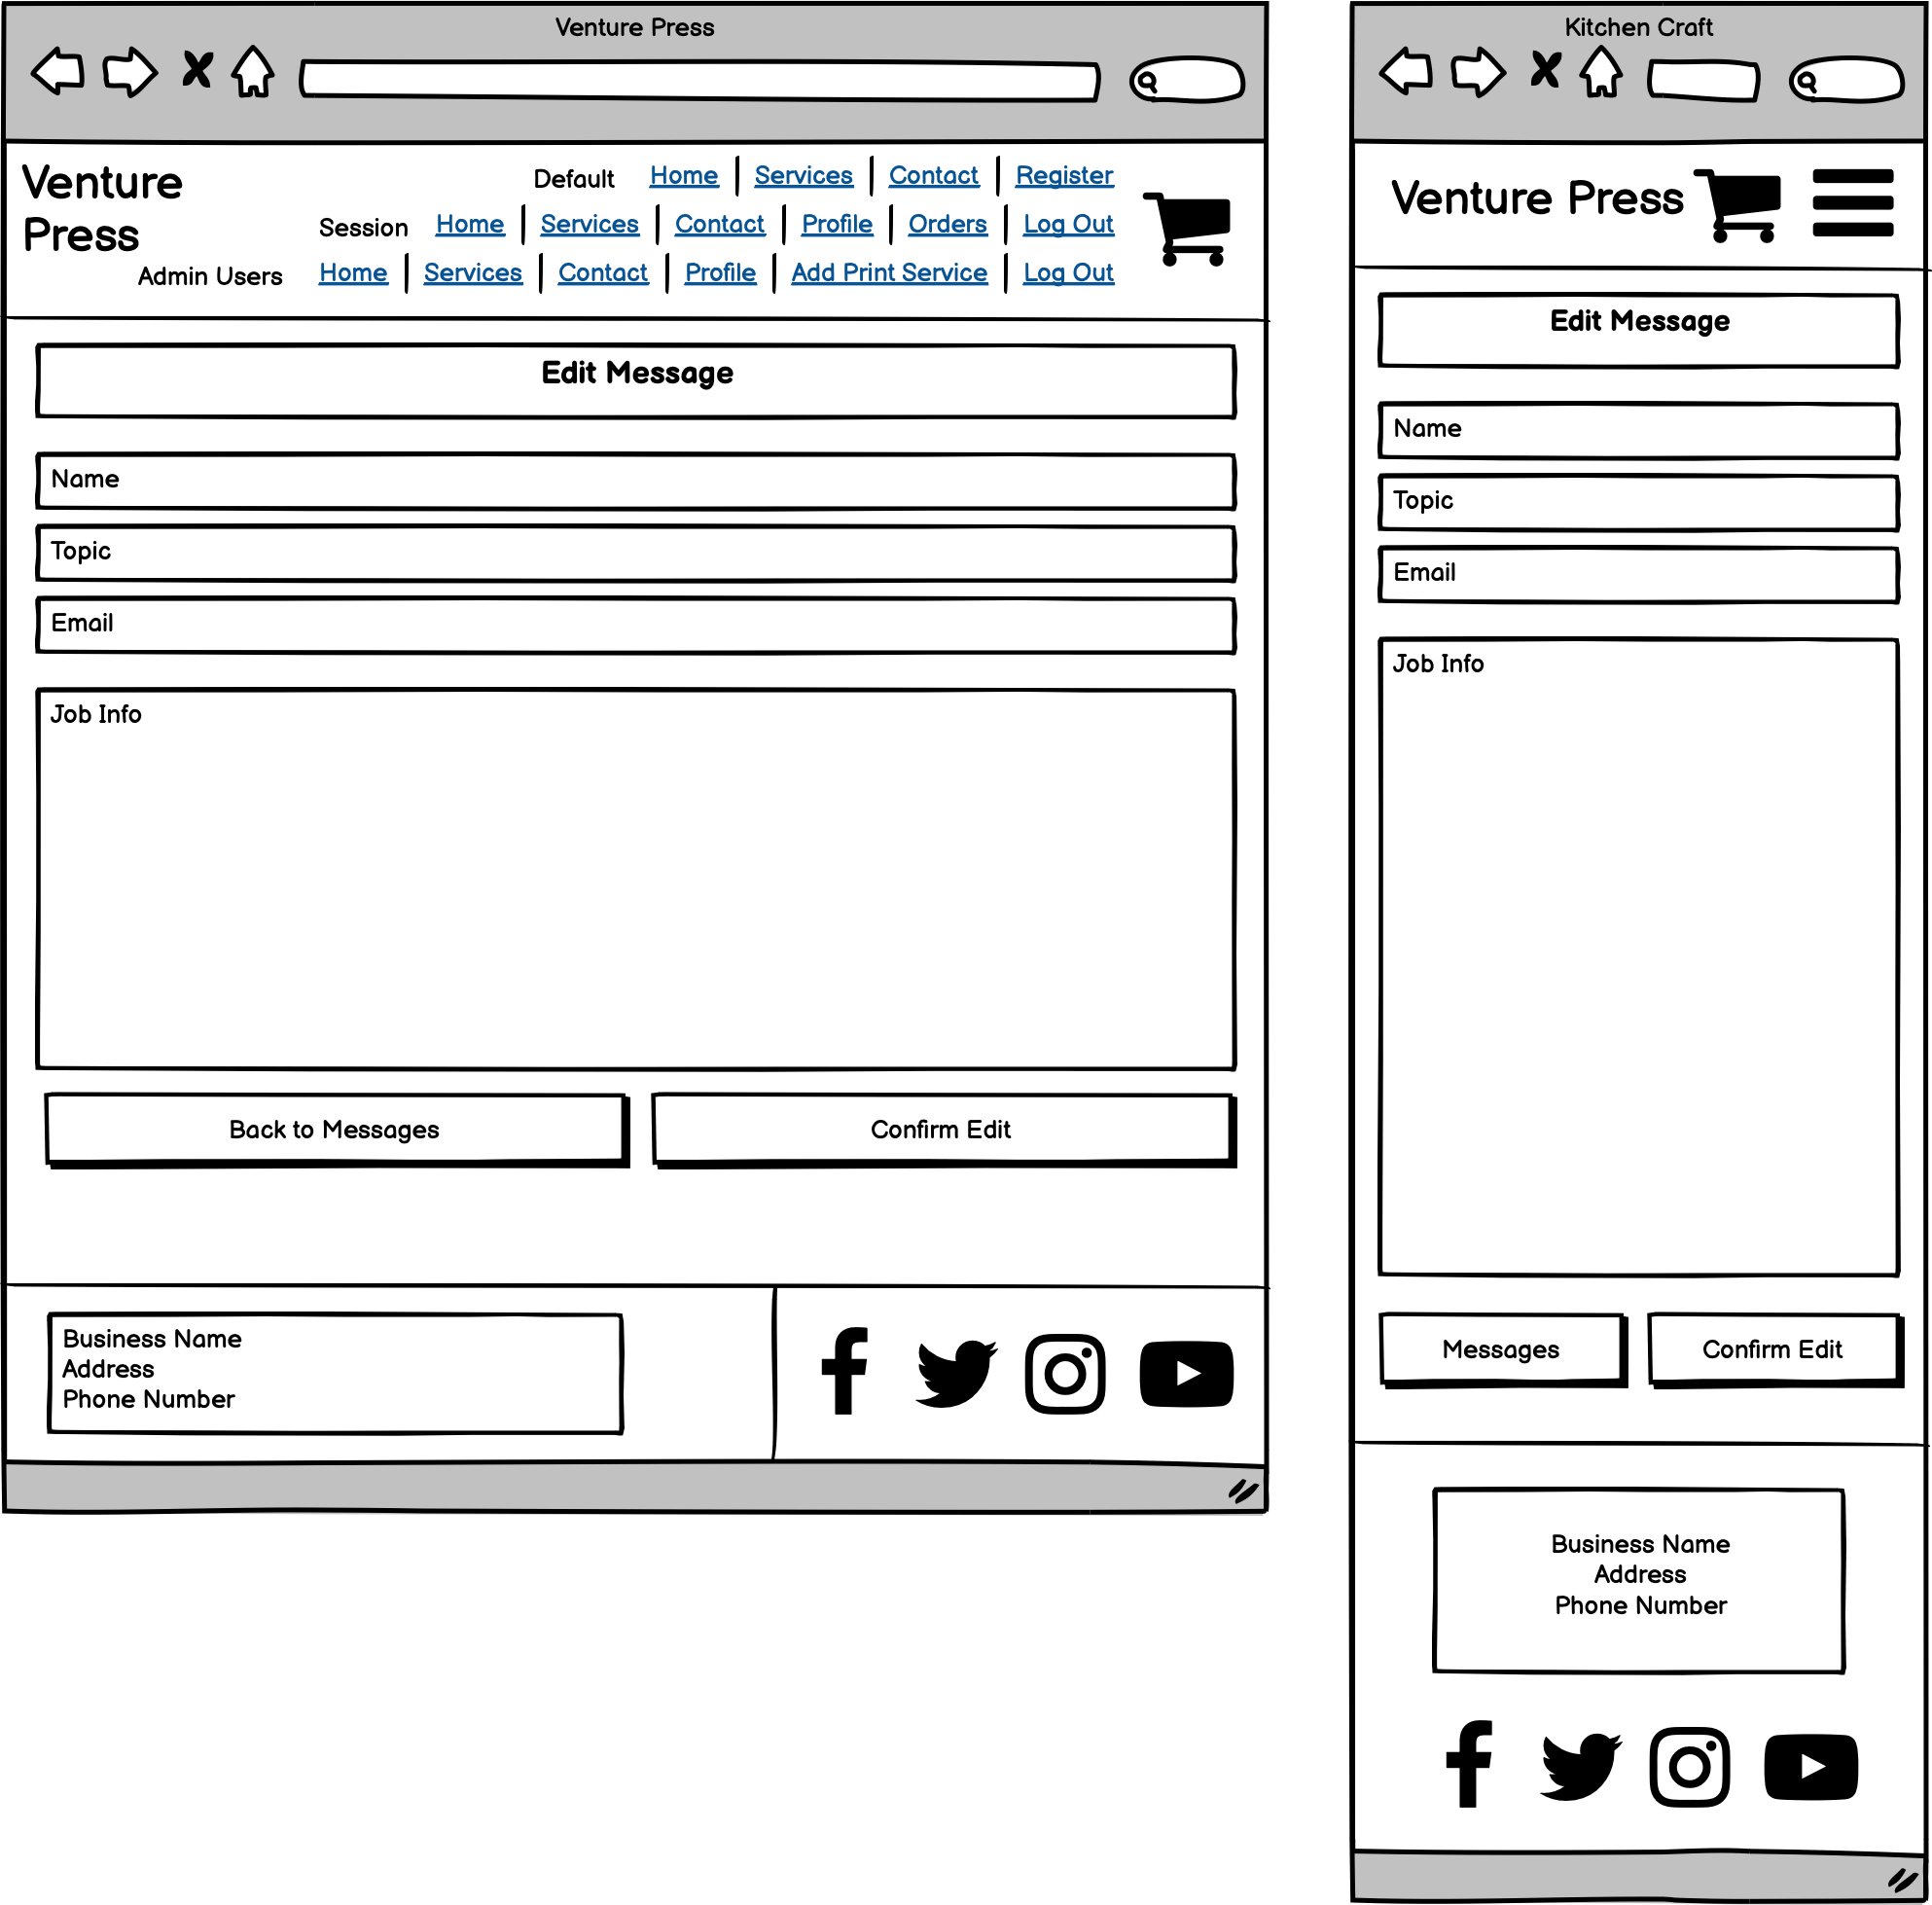 Venture Press
Venture
Press
Default Home Services Contact Register
Session Home Services Contact Profile Orders Log Out
Admin Users Home Services Contact Profile Add Print Service Log Out
Edit Message
Name
Topic
Email
Job Info
Back to Messages Confirm Edit
Business Name
Address
Phone Number
Kitchen Craft
Venture Press
Edit Message
Name
Topic
Email
Job Info
Messages Confirm Edit
Business Name
Address
Phone Number